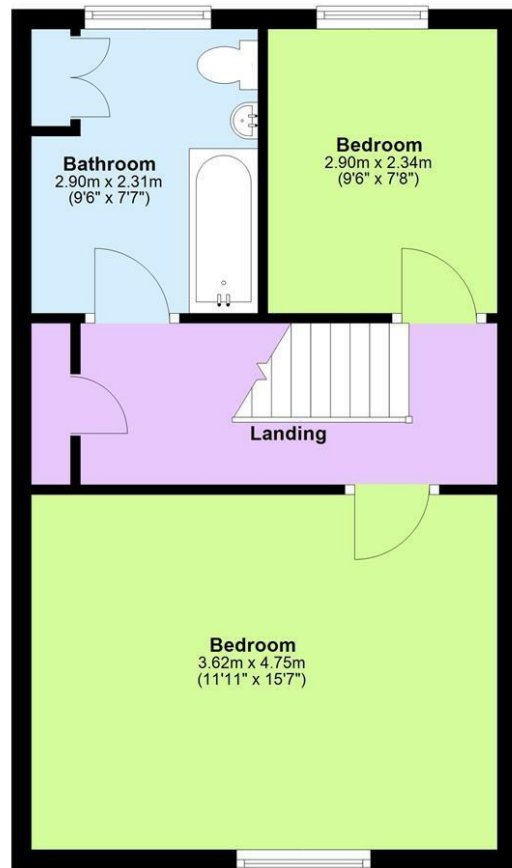 Bathroom
2.90m x 2.31m
(9'6" x 7'7")
Bedroom
2.90m x 2.34m
(9'6" x 7'8")
Landing
Bedroom
3.62m x 4.75m
(11'11" x 15'7")